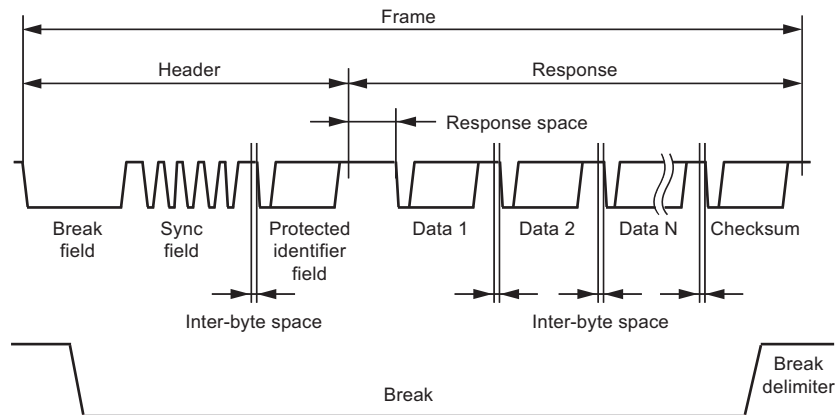 Frame
Header
Response
Response space
Break
field
Sync
field
Protected
identifier
field
Data 1
Data 2
Data N
Checksum
Inter-byte space
Inter-byte space
Break
Break
delimiter